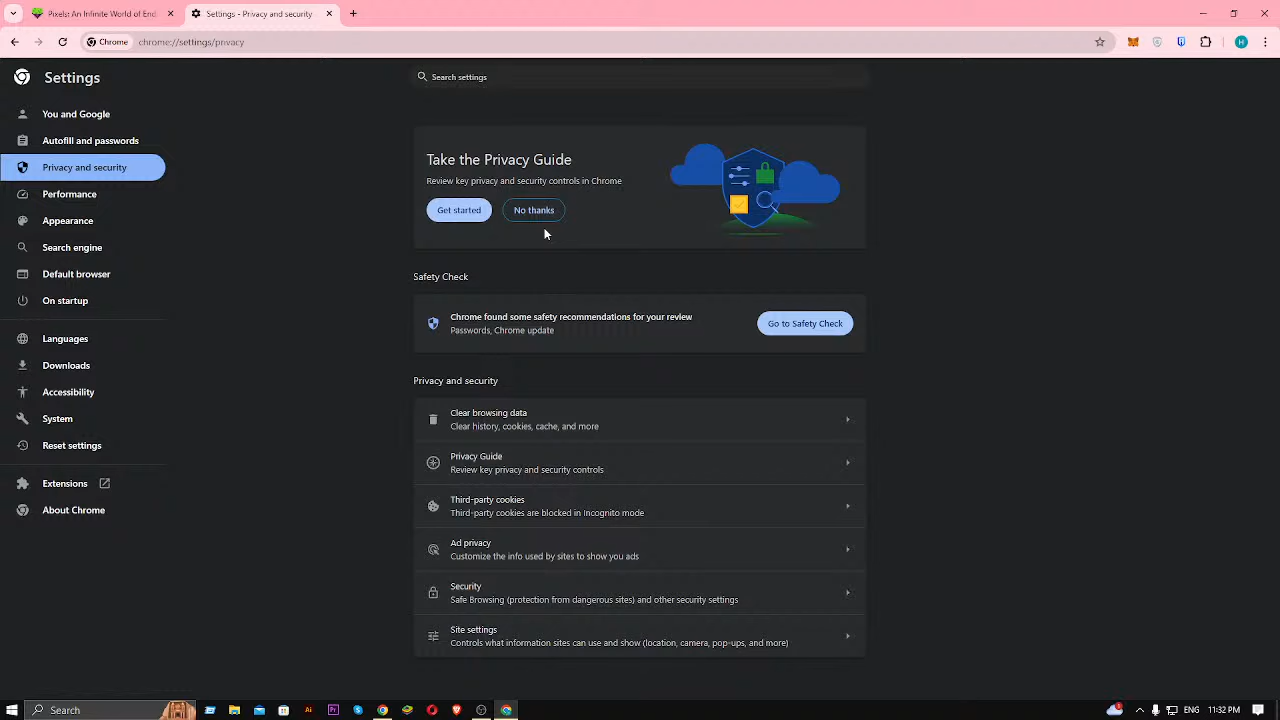 Pixels: An Infinite World of End
Settings - Privacy and security
Chrome
chrome://settings/privacy
H
Settings
Search settings
You and Google
Autofill and passwords
Privacy and security
Performance
Appearance
Search engine
Default browser
On startup
Languages
Downloads
Accessibility
System
Reset settings
Extensions
About Chrome
Take the Privacy Guide
Review key privacy and security controls in Chrome
Get started
No thanks
Safety Check
Chrome found some safety recommendations for your review
Passwords, Chrome update
Go to Safety Check
Privacy and security
Clear browsing data
Clear history, cookies, cache, and more
Privacy Guide
Review key privacy and security controls
Third-party cookies
Third-party cookies are blocked in Incognito mode
Ad privacy
Customize the info used by sites to show you ads
Security
Safe Browsing (protection from dangerous sites) and other security settings
Site settings
Controls what information sites can use and show (location, camera, pop-ups, and more)
Search
Ai
Pr
11:32 PM